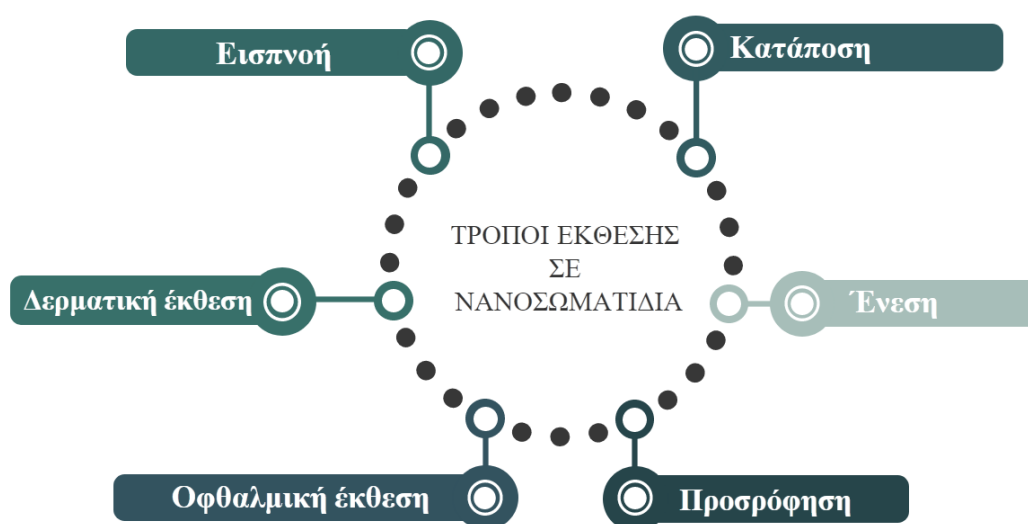 Εισπνοή
Κατάποση
ΤΡΟΠΟΙ ΕΚΘΕΣΗΣ
ΣΕ
ΝΑΝΟΣΩΜΑΤΙΔΙΑ
Δερματική έκθεση
Ένεση
Οφθαλμική έκθεση
Προσρόφηση